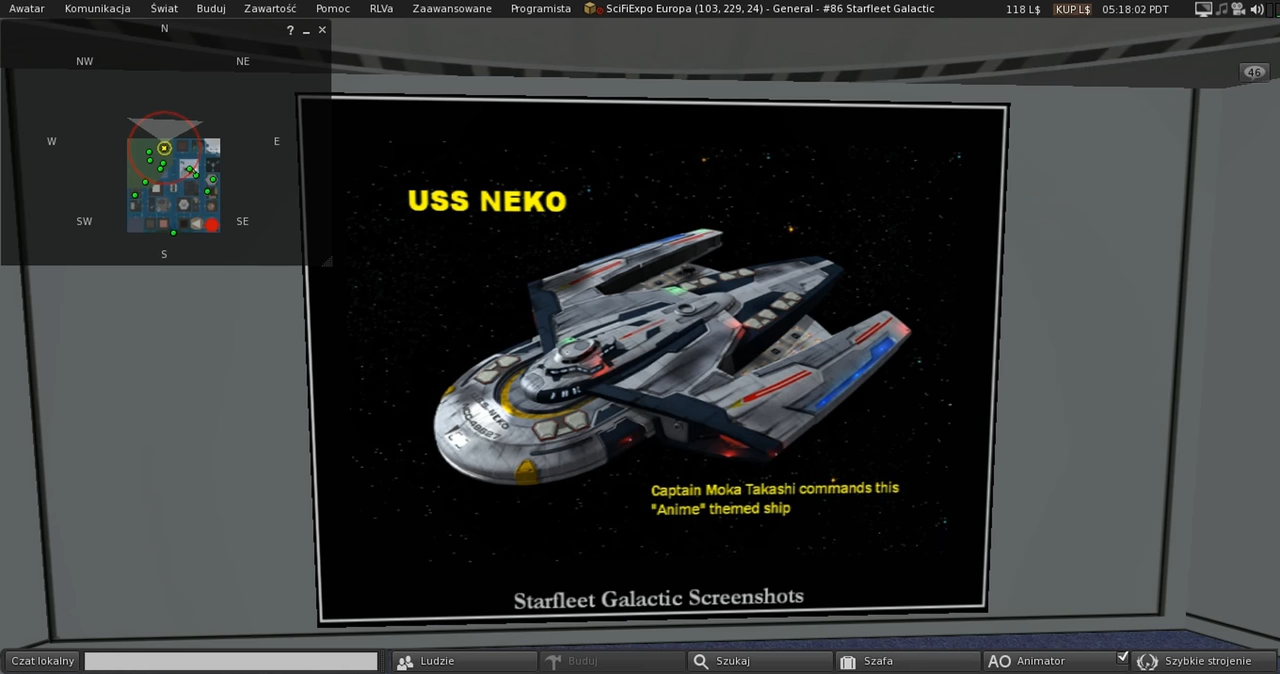 Awatar Komunikacja Świat Buduj Zawartość Pomoc RLVa Zaawansowane Programista SciFiExpo Europa (103, 229, 24) - General - #86 Starfleet Galactic 118 L$ KUP L$ 05:18:02 PDT
N
? _ ×
NW NE
46
W E
SW SE
S
USS NEKO
USS NEKO
Captain Moka Takashi commands this
"Anime" themed ship
Starfleet Galactic Screenshots
Czat lokalny Ludzie Buduj Szukaj Szafa AO Animator Szybkie strojenie